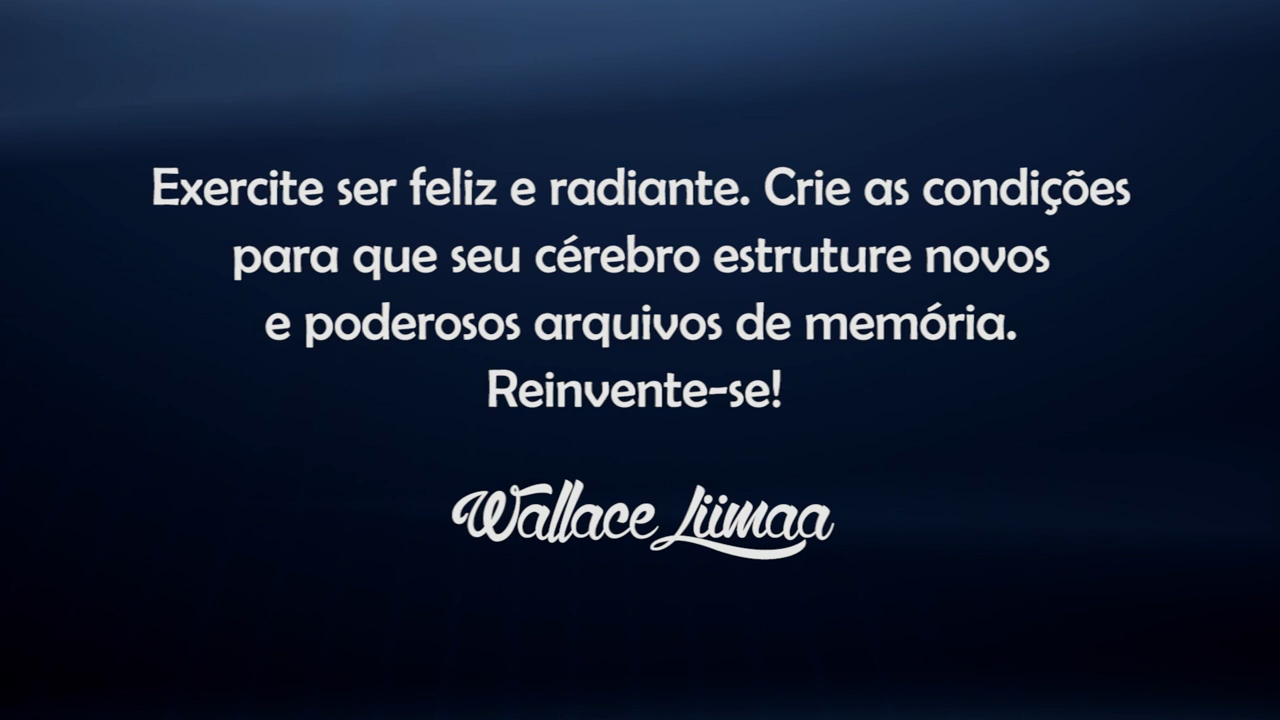 Exercite ser feliz e radiante. Crie as condições
para que seu cérebro estruture novos
e poderosos arquivos de memória.
Reinvente-se!
Wallace Liimaa